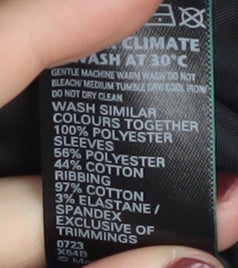 CLIMATE
WASH AT 30°C
GENTLE MACHINE WARM WASH/DO NOT
BLEACH/MEDIUM TUMBLE DRY/COOL IRON/
DO NOT DRY CLEAN
WASH SIMILAR
COLOURS TOGETHER
100% POLYESTER
SLEEVES
56% POLYESTER
44% COTTON
RIBBING
97% COTTON
3% ELASTANE /
SPANDEX
EXCLUSIVE OF
TRIMMINGS
0723
X64B